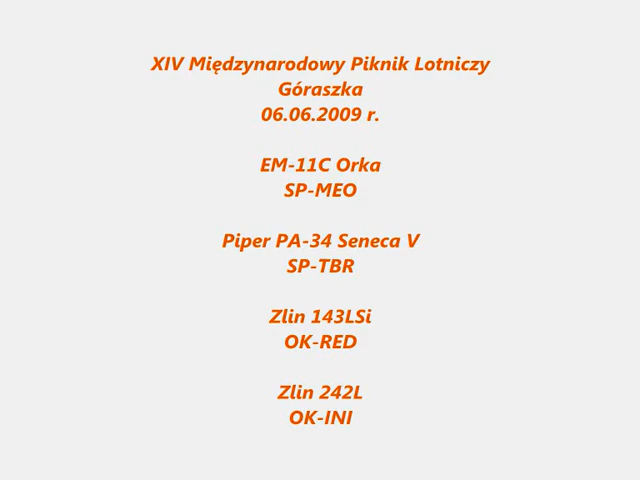 XIV Międzynarodowy Piknik Lotniczy
Góraszka
06.06.2009 r.
EM-11C Orka
SP-MEO
Piper PA-34 Seneca V
SP-TBR
Zlin 143LSi
OK-RED
Zlin 242L
OK-INI